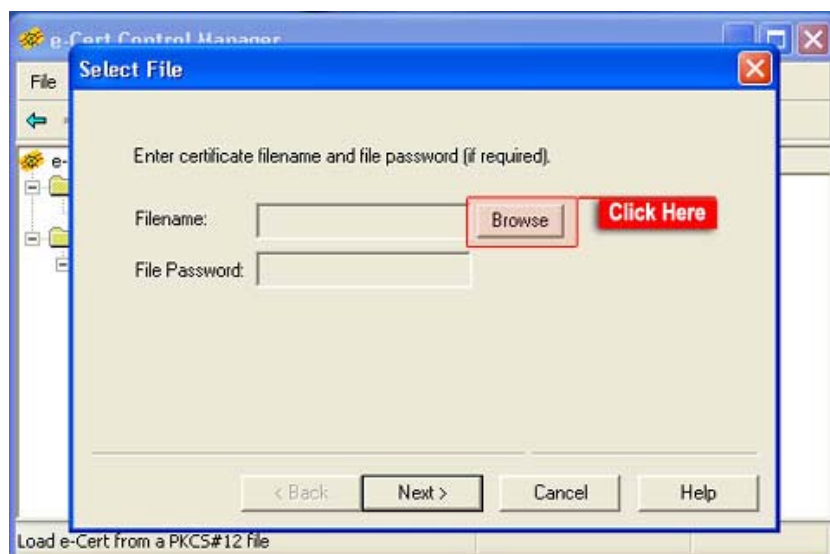 e-Cert Control Manager
Select File
File
Enter certificate filename and file password (if required).
e-
Filename:
Browse
Click Here
File Password:
< Back
Next >
Cancel
Help
Load e-Cert from a PKCS#12 file